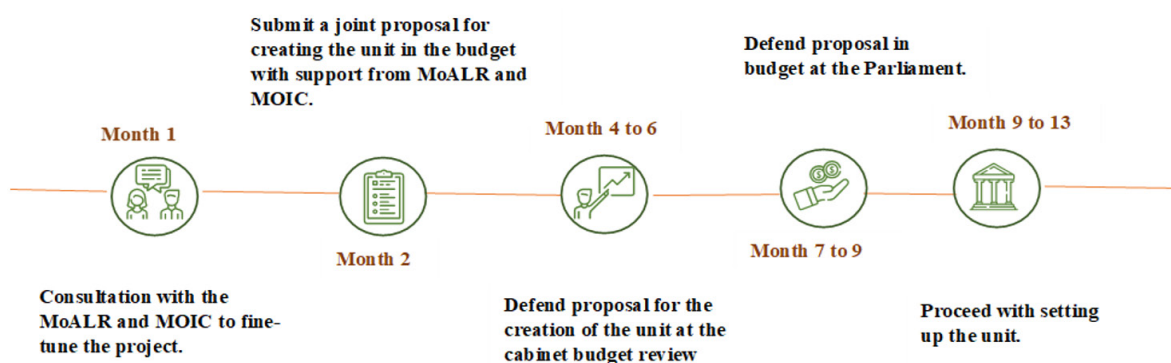 Month 1
Consultation with the
MoALR and MOIC to fine-
tune the project.
Submit a joint proposal for
creating the unit in the budget
with support from MoALR and
MOIC.
Month 2
Month 4 to 6
Defend proposal for the
creation of the unit at the
cabinet budget review
Defend proposal in
budget at the Parliament.
Month 7 to 9
Month 9 to 13
Proceed with setting
up the unit.